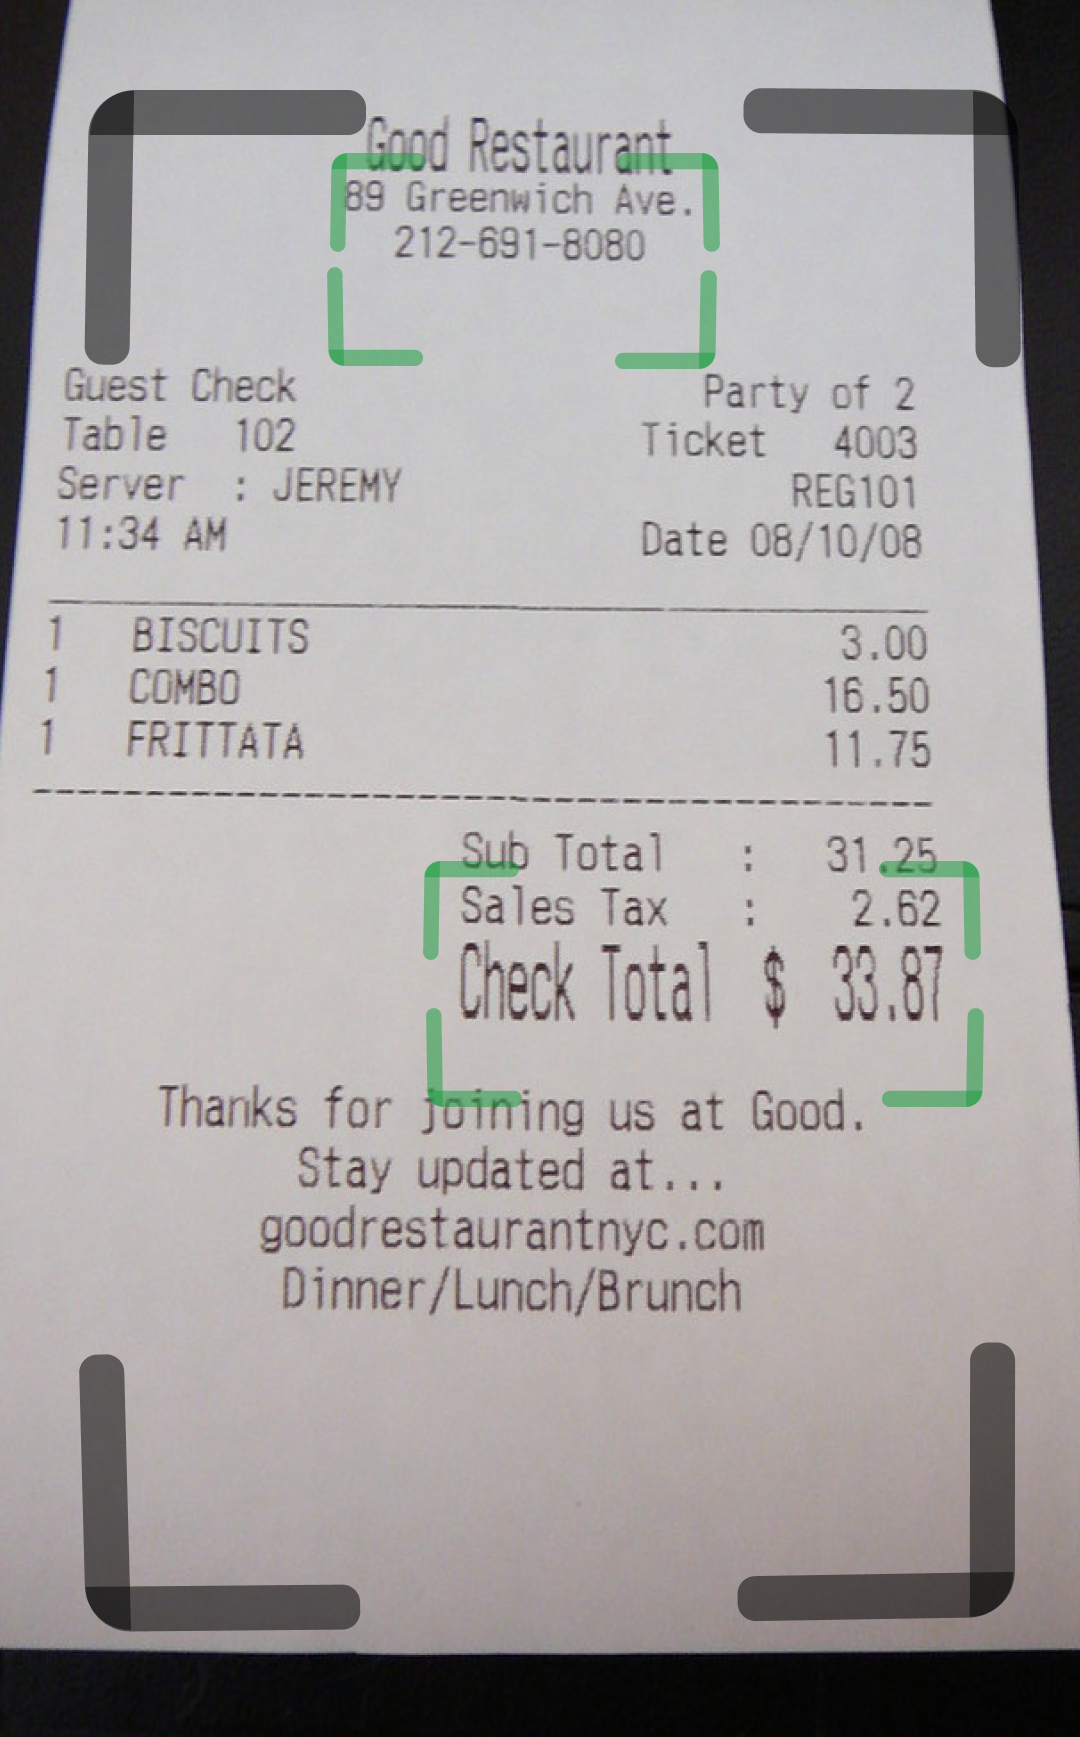 Good Restaurant
89 Greenwich Ave.
212-691-8080
Guest Check Party of 2
Table 102 Ticket 4003
Server : JEREMY REG101
11:34 AM Date 08/10/08
1 BISCUITS 3.00
1 COMBO 16.50
1 FRITTATA 11.75
Sub Total : 31.25
Sales Tax : 2.62
Check Total $ 33.87
Thanks for joining us at Good.
Stay updated at...
goodrestaurantnyc.com
Dinner/Lunch/Brunch